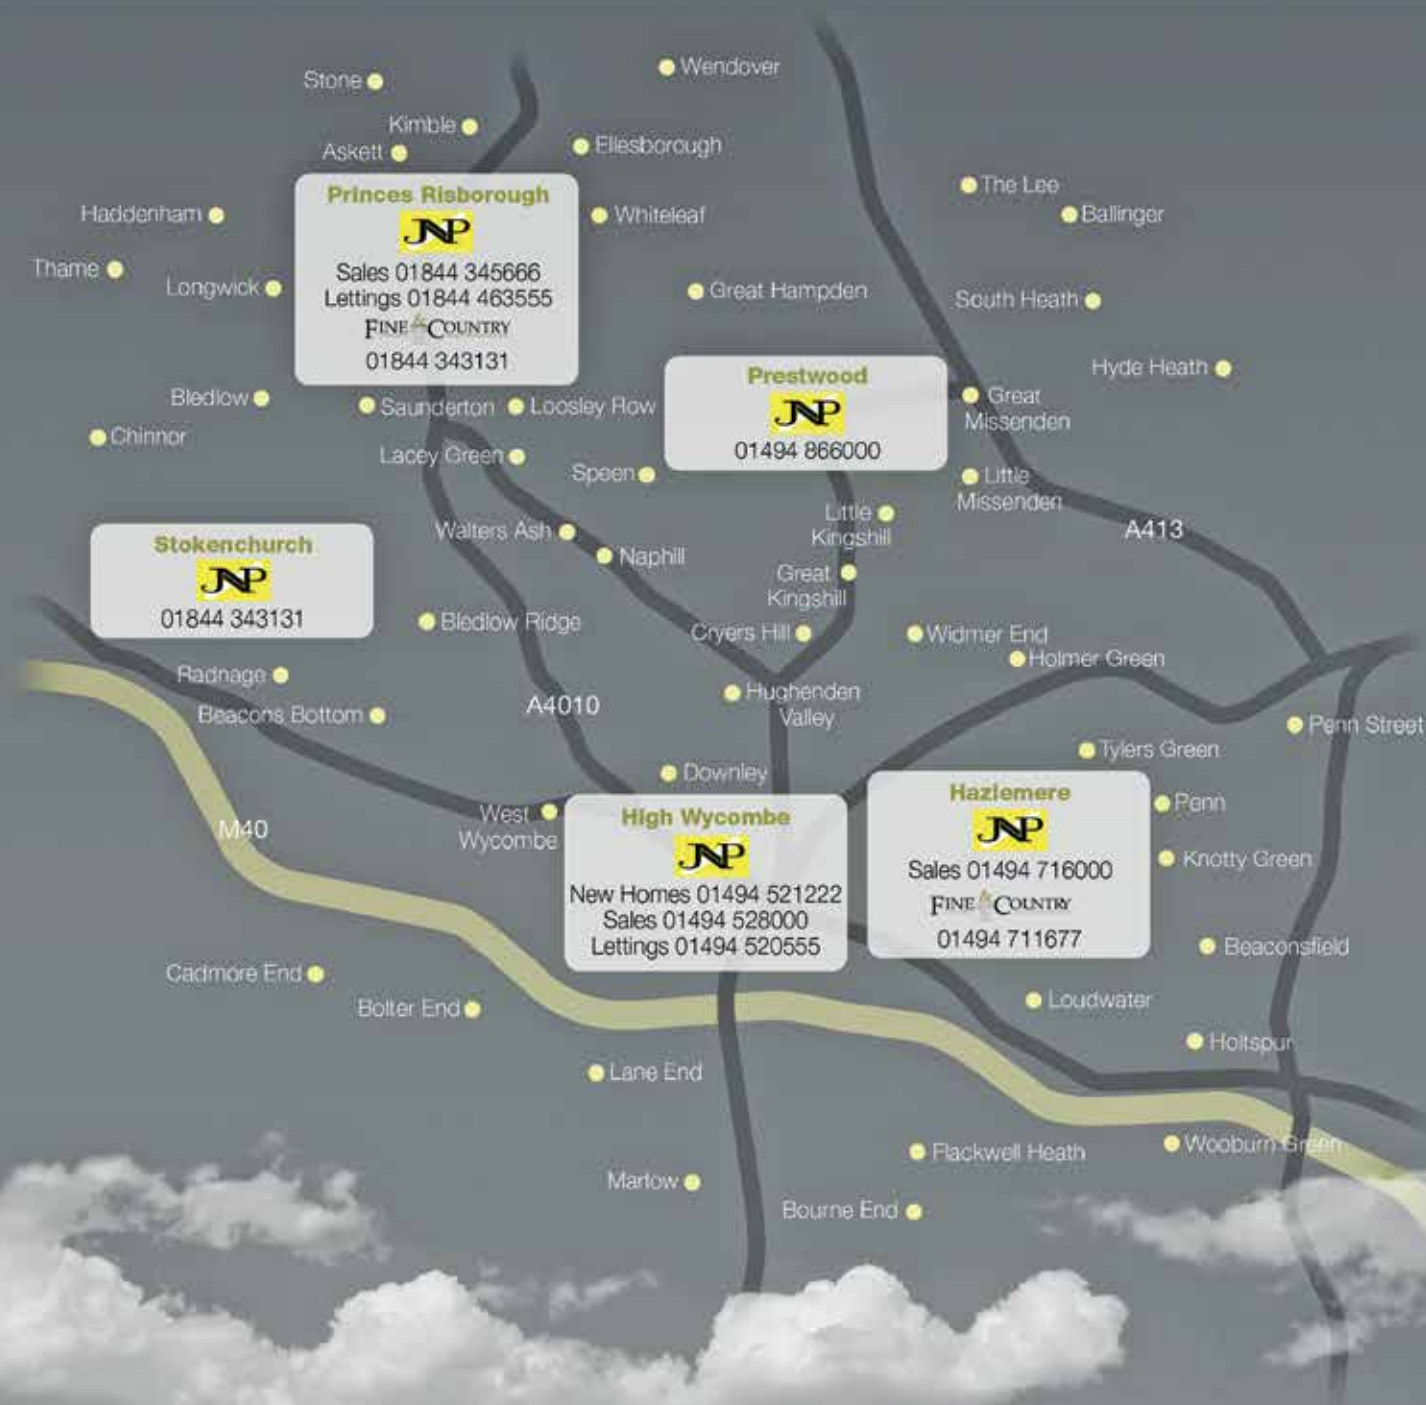 Wendover
Stone
Kimble
Ellesborough
Askett
The Lee
Princes Risborough
JNP
Sales 01844 345666
Lettings 01844 463555
FINE & COUNTRY
01844 343131
Haddenham
Whiteleaf
Ballinger
Thame
Longwick
Great Hampden
South Heath
Hyde Heath
Prestwood
JNP
01494 866000
Great
Missenden
Bledlow
Saunderton
Loosley Row
Chinnor
Lacey Green
Speen
Little
Missenden
Little
Kingshill
A413
Walters Ash
Naphill
Stokenchurch
JNP
01844 343131
Great
Kingshill
Bledlow Ridge
Cryers Hill
Widmer End
Holmer Green
Radnage
Hughenden
Valley
A4010
Beacons Bottom
Penn Street
Tylers Green
Downley
West
Wycombe
M40
High Wycombe
JNP
New Homes 01494 521222
Sales 01494 528000
Lettings 01494 520555
Hazlemere
JNP
Sales 01494 716000
FINE & COUNTRY
01494 711677
Penn
Knotty Green
Beaconsfield
Cadmore End
Bolter End
Loudwater
Holtspur
Lane End
Wooburn Green
Flackwell Heath
Marlow
Bourne End